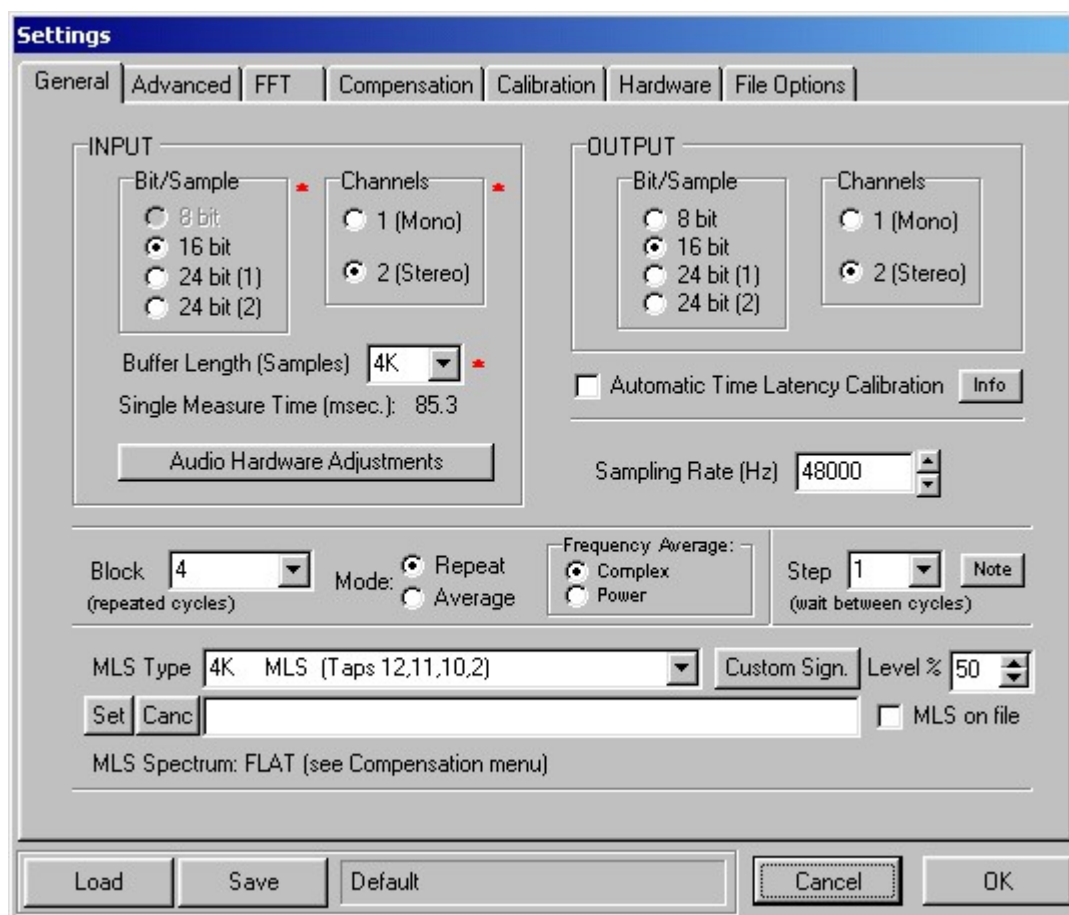 Settings
General Advanced FFT Compensation Calibration Hardware File Options
INPUT
Bit/Sample * Channels *
8 bit
16 bit
24 bit (1)
24 bit (2)
1 (Mono)
2 (Stereo)
Buffer Length (Samples) 4K *
Single Measure Time (msec.): 85.3
Audio Hardware Adjustments
OUTPUT
Bit/Sample Channels
8 bit
16 bit
24 bit (1)
24 bit (2)
1 (Mono)
2 (Stereo)
Automatic Time Latency Calibration Info
Sampling Rate (Hz) 48000
Block 4
(repeated cycles)
Mode: Repeat
Average
Frequency Average:
Complex
Power
Step 1 Note
(wait between cycles)
MLS Type 4K MLS (Taps 12,11,10,2) Custom Sign. Level % 50
Set Canc MLS on file
MLS Spectrum: FLAT (see Compensation menu)
Load Save Default Cancel OK